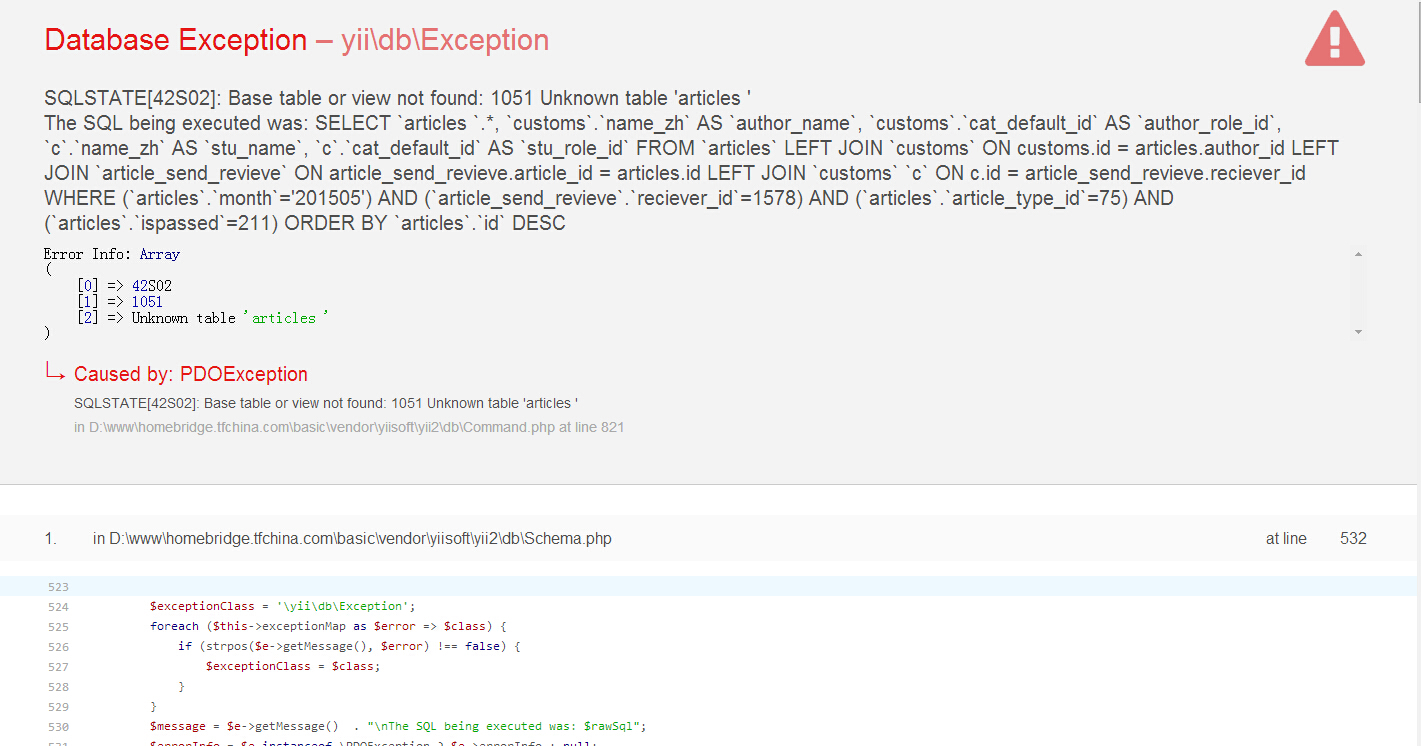 Database Exception – yii\db\Exception
SQLSTATE[42S02]: Base table or view not found: 1051 Unknown table 'articles '
The SQL being executed was: SELECT `articles `.*, `customs`.`name_zh` AS `author_name`, `customs`.`cat_default_id` AS `author_role_id`,
`c`.`name_zh` AS `stu_name`, `c`.`cat_default_id` AS `stu_role_id` FROM `articles` LEFT JOIN `customs` ON customs.id = articles.author_id LEFT
JOIN `article_send_revieve` ON article_send_revieve.article_id = articles.id LEFT JOIN `customs` `c` ON c.id = article_send_revieve.reciever_id
WHERE (`articles`.`month`='201505') AND (`article_send_revieve`.`reciever_id`=1578) AND (`articles`.`article_type_id`=75) AND
(`articles`.`ispassed`=211) ORDER BY `articles`.`id` DESC
Error Info: Array
(
[0] => 42S02
[1] => 1051
[2] => Unknown table 'articles '
)
Caused by: PDOException
SQLSTATE[42S02]: Base table or view not found: 1051 Unknown table 'articles '
in D:\www\homebridge.tfchina.com\basic\vendor\yiisoft\yii2\db\Command.php at line 821
1. in D:\www\homebridge.tfchina.com\basic\vendor\yiisoft\yii2\db\Schema.php at line 532
523
524 $exceptionClass = '\yii\db\Exception';
525 foreach ($this->exceptionMap as $error => $class) {
526 if (strpos($e->getMessage(), $error) !== false) {
527 $exceptionClass = $class;
528 }
529 }
530 $message = $e->getMessage() . "\nThe SQL being executed was: $rawSql";
531 $errorInfo = $e instanceof \PDOException ? $e->errorInfo : null;